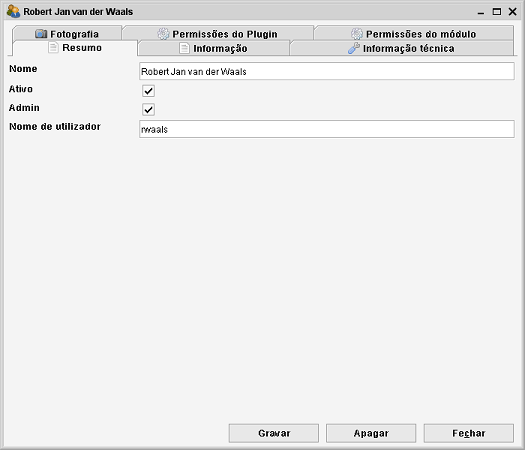 Robert Jan van der Waals
Fotografia
Permissões do Plugin
Permissões do módulo
Resumo
Informação
Informação técnica
Nome
Robert Jan van der Waals
Ativo
Admin
Nome de utilizador
rwaals
Gravar
Apagar
Fechar